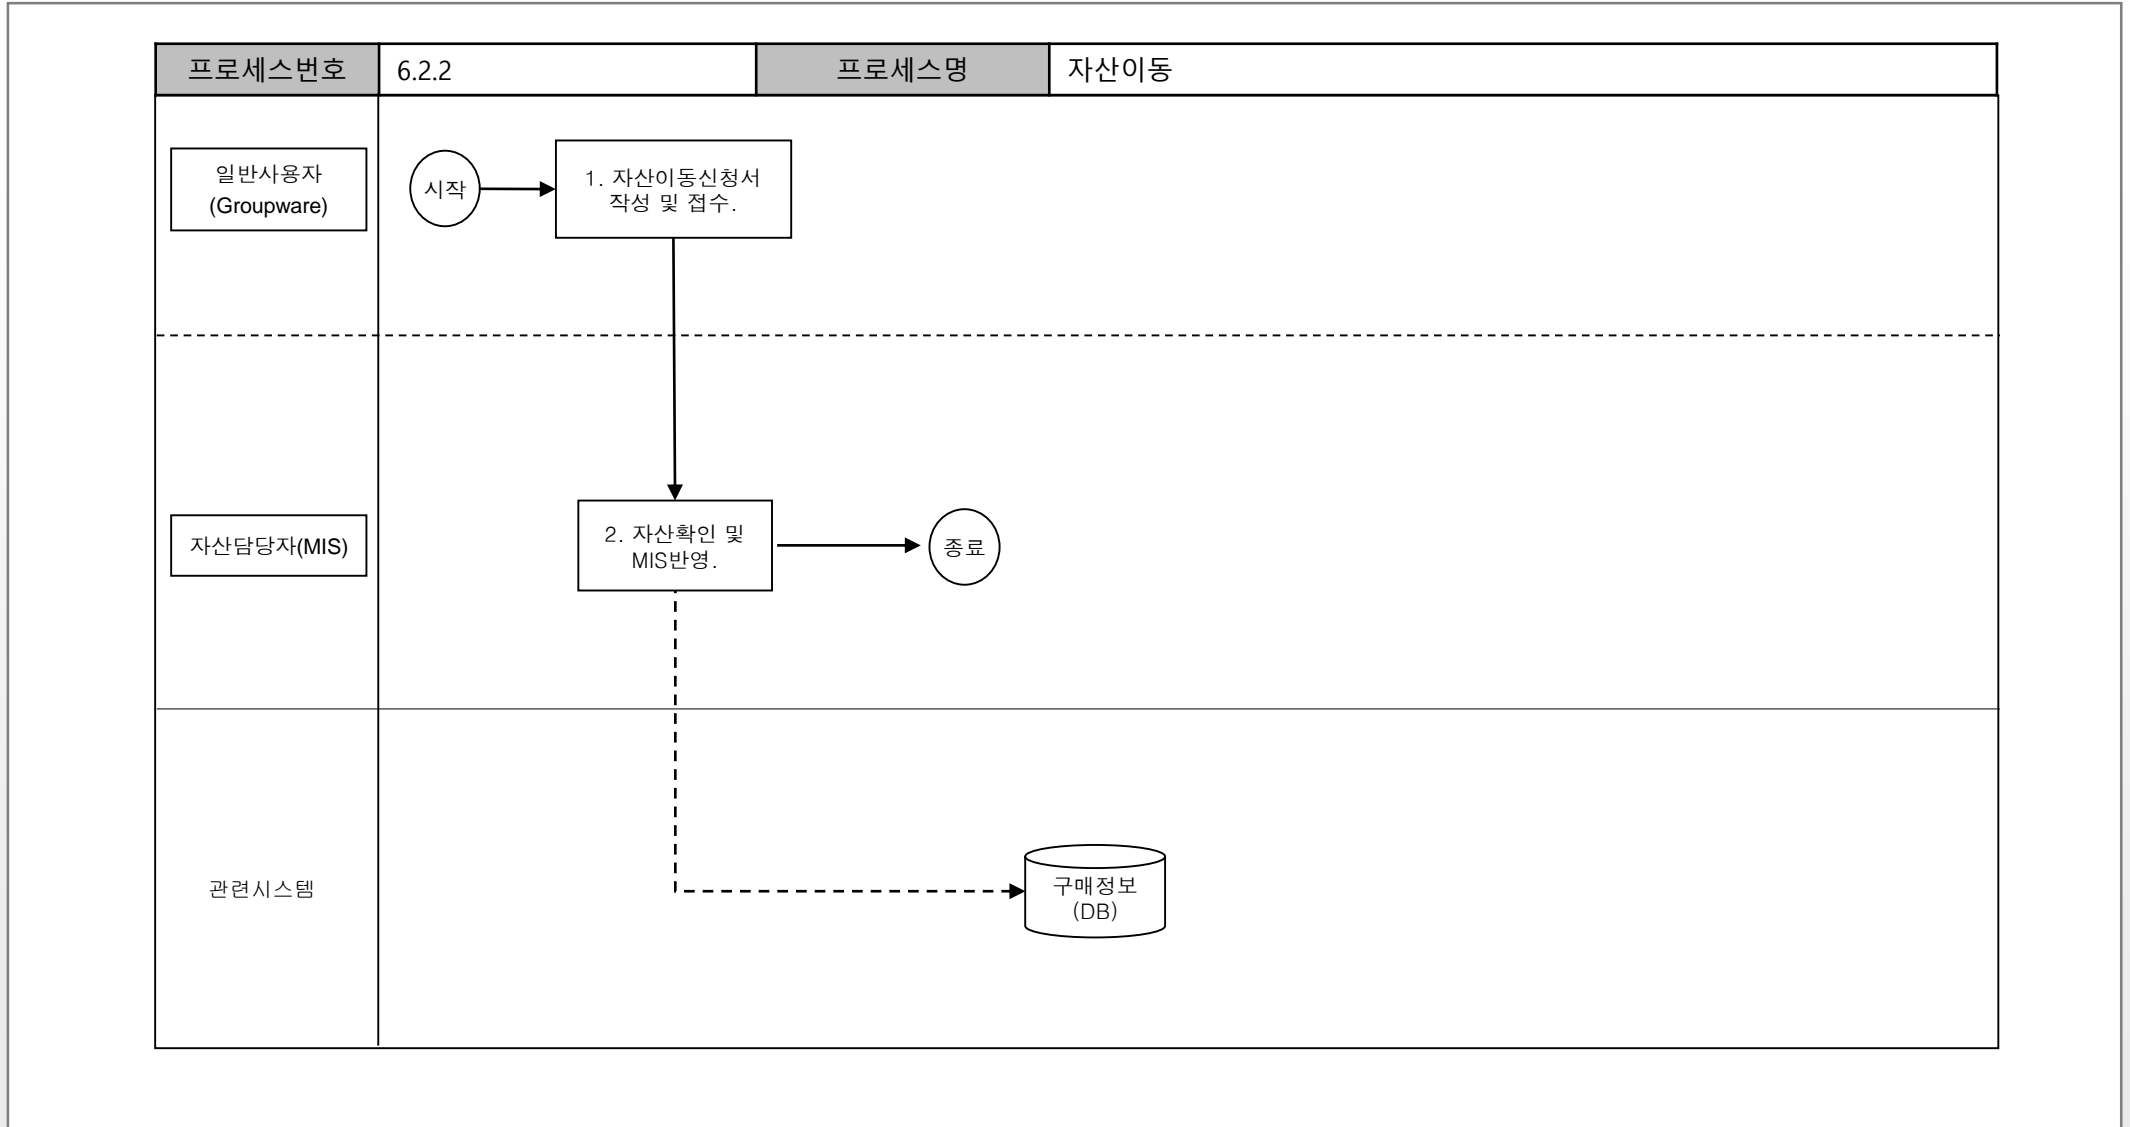 프로세스번호 6.2.2 프로세스명 자산이동
일반사용자
(Groupware)
시작
1. 자산이동신청서
작성 및 접수.
자산담당자(MIS)
2. 자산확인 및
MIS반영.
종료
관련시스템
구매정보
(DB)